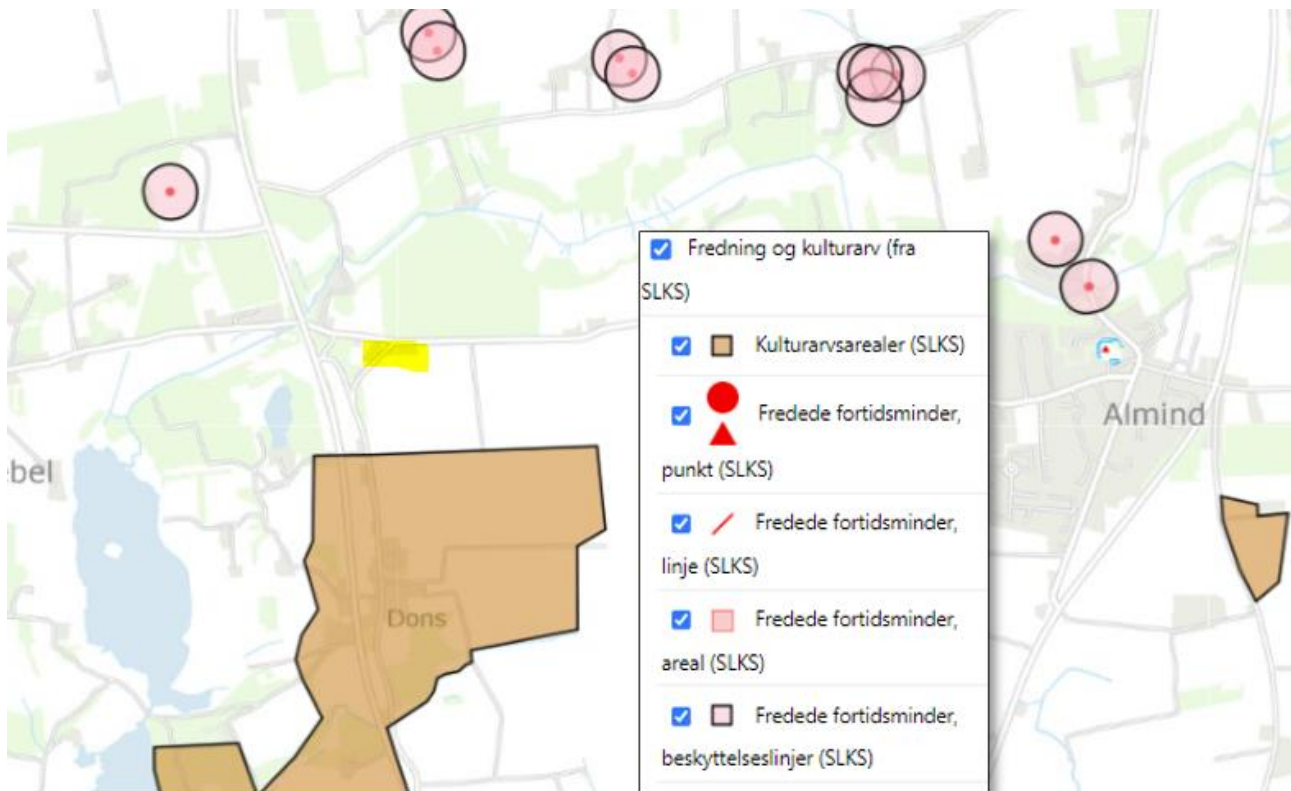 Fredning og kulturarv (fra
SLKS)
Kulturarvsarealer (SLKS)
Fredede fortidsminder,
punkt (SLKS)
Fredede fortidsminder,
linje (SLKS)
Fredede fortidsminder,
areal (SLKS)
Fredede fortidsminder,
beskyttelseslinjer (SLKS)
Almind
bel
Dons